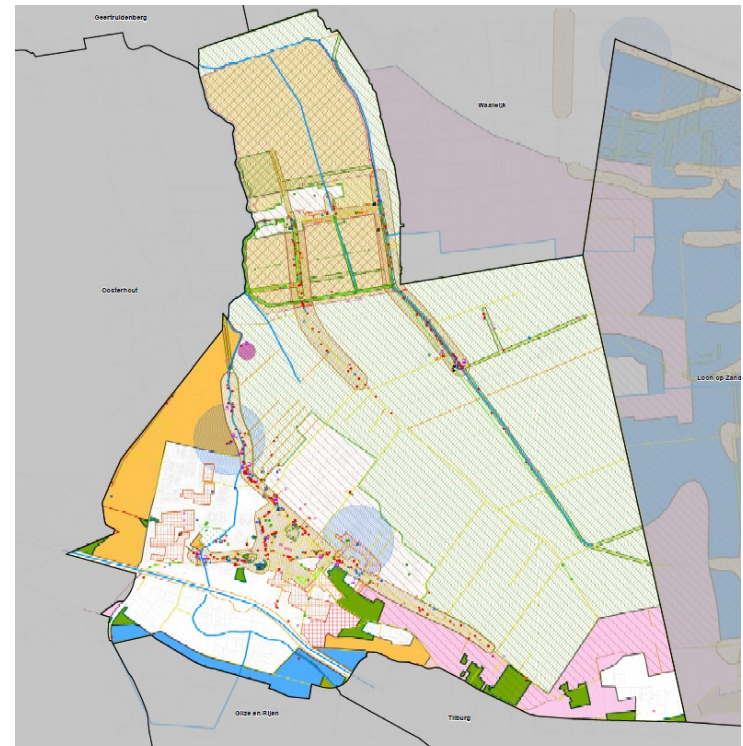 Geertruidenberg
Waalwijk
Oosterhout
Loon op Zand
Gilze en Rijen
Tilburg